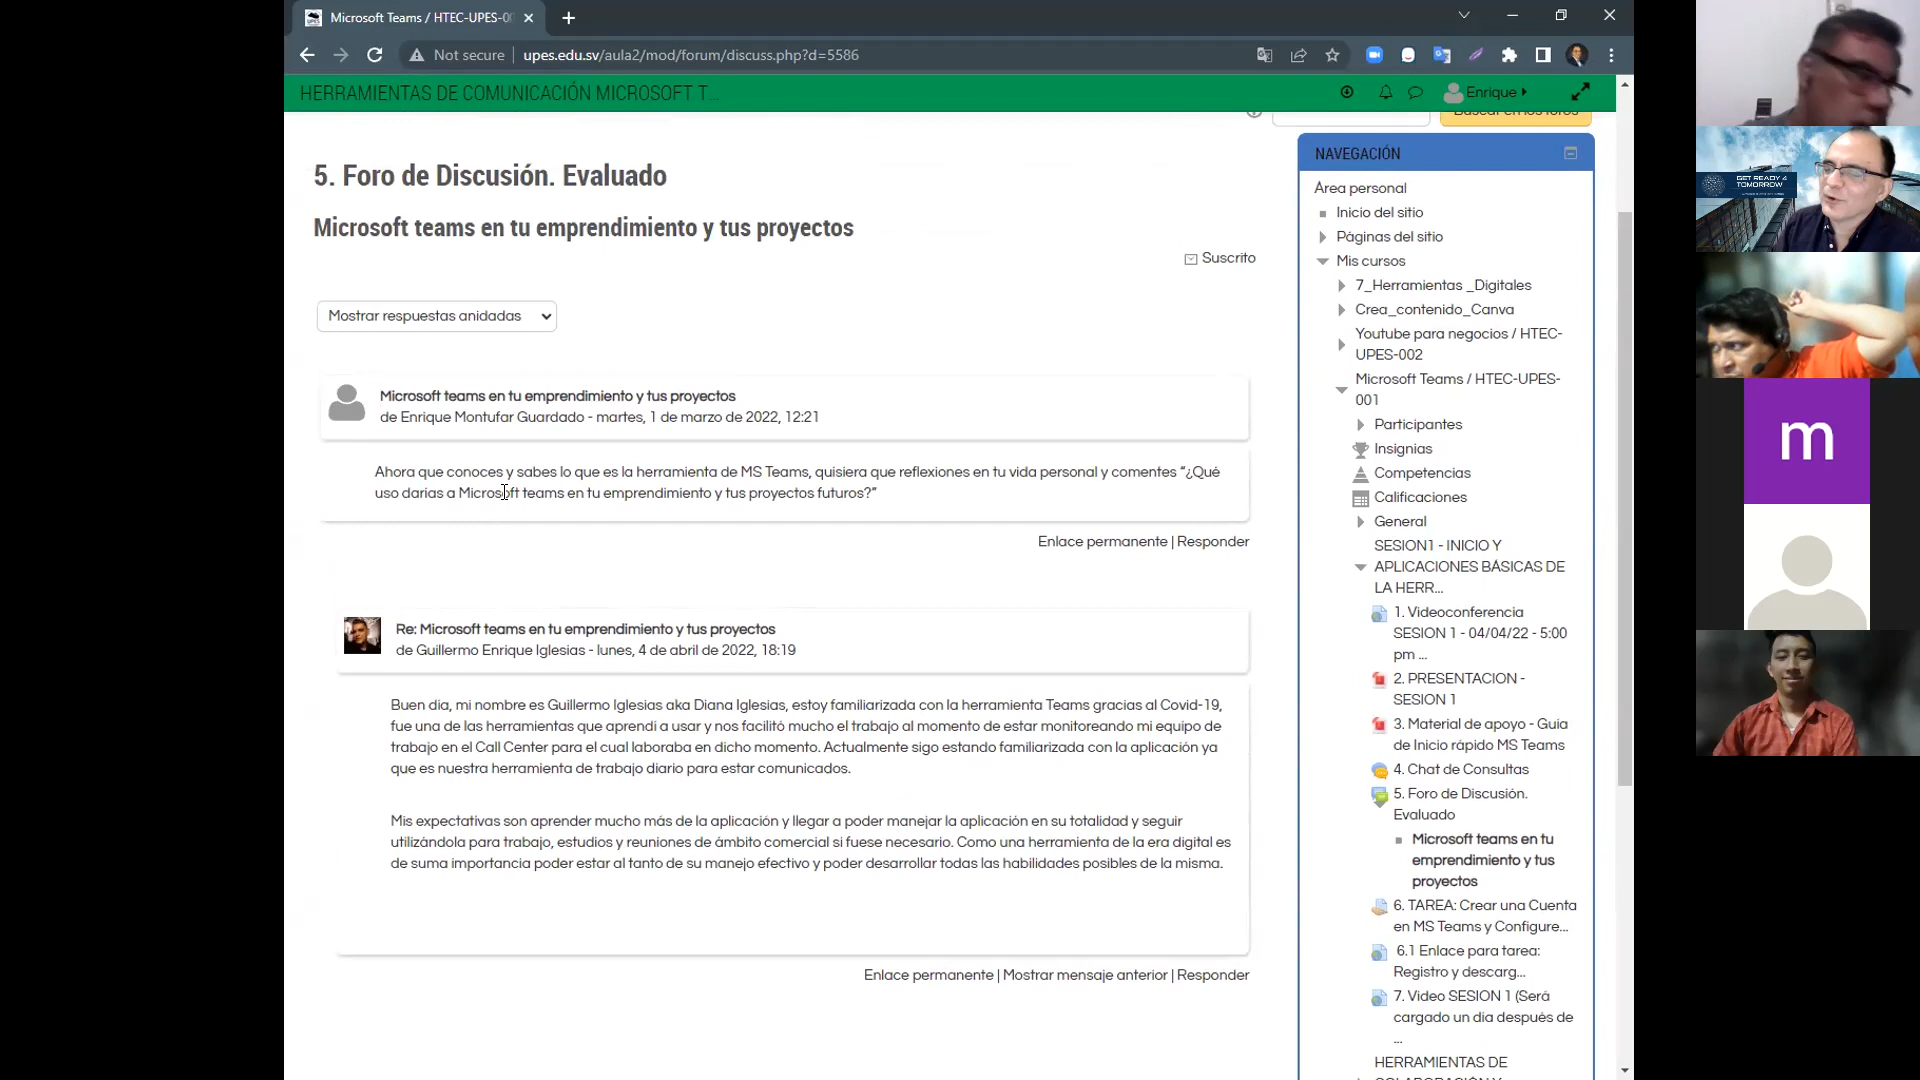 Microsoft Teams / HTEC-UPES-00
Not secure
upes.edu.sv/aula2/mod/forum/discuss.php?d=5586
HERRAMIENTAS DE COMUNICACIÓN MICROSOFT T...
Enrique
Buscar en los foros
5. Foro de Discusión. Evaluado
Microsoft teams en tu emprendimiento y tus proyectos
Suscrito
Mostrar respuestas anidadas
Microsoft teams en tu emprendimiento y tus proyectos
de Enrique Montufar Guardado - martes, 1 de marzo de 2022, 12:21
Ahora que conoces y sabes lo que es la herramienta de MS Teams, quisiera que reflexiones en tu vida personal y comentes “¿Qué
uso darias a Microsoft teams en tu emprendimiento y tus proyectos futuros?”
Enlace permanente | Responder
Re: Microsoft teams en tu emprendimiento y tus proyectos
de Guillermo Enrique Iglesias - lunes, 4 de abril de 2022, 18:19
Buen día, mi nombre es Guillermo Iglesias aka Diana Iglesias, estoy familiarizada con la herramienta Teams gracias al Covid-19,
fue una de las herramientas que aprendi a usar y nos facilitó mucho el trabajo al momento de estar monitoreando mi equipo de
trabajo en el Call Center para el cual laboraba en dicho momento. Actualmente sigo estando familiarizada con la aplicación ya
que es nuestra herramienta de trabajo diario para estar comunicados.
Mis expectativas son aprender mucho más de la aplicación y llegar a poder manejar la aplicación en su totalidad y seguir
utilizándola para trabajo, estudios y reuniones de ámbito comercial si fuese necesario. Como una herramienta de la era digital es
de suma importancia poder estar al tanto de su manejo efectivo y poder desarrollar todas las habilidades posibles de la misma.
Enlace permanente | Mostrar mensaje anterior | Responder
NAVEGACIÓN
Área personal
Inicio del sitio
Páginas del sitio
Mis cursos
7_Herramientas _Digitales
Crea_contenido_Canva
Youtube para negocios / HTEC-
UPES-002
Microsoft Teams / HTEC-UPES-
001
Participantes
Insignias
Competencias
Calificaciones
General
SESION1 - INICIO Y
APLICACIONES BÁSICAS DE
LA HERR...
1. Videoconferencia
SESION 1 - 04/04/22 - 5:00
pm ...
2. PRESENTACION -
SESION 1
3. Material de apoyo - Guia
de Inicio rápido MS Teams
4. Chat de Consultas
5. Foro de Discusión.
Evaluado
Microsoft teams en tu
emprendimiento y tus
proyectos
6. TAREA: Crear una Cuenta
en MS Teams y Configure...
6.1 Enlace para tarea:
Registro y descarg...
7. Video SESION 1 (Será
cargado un día después de
...
HERRAMIENTAS DE
COLABORACIÓN Y
GET READY 4
TOMORROW
m